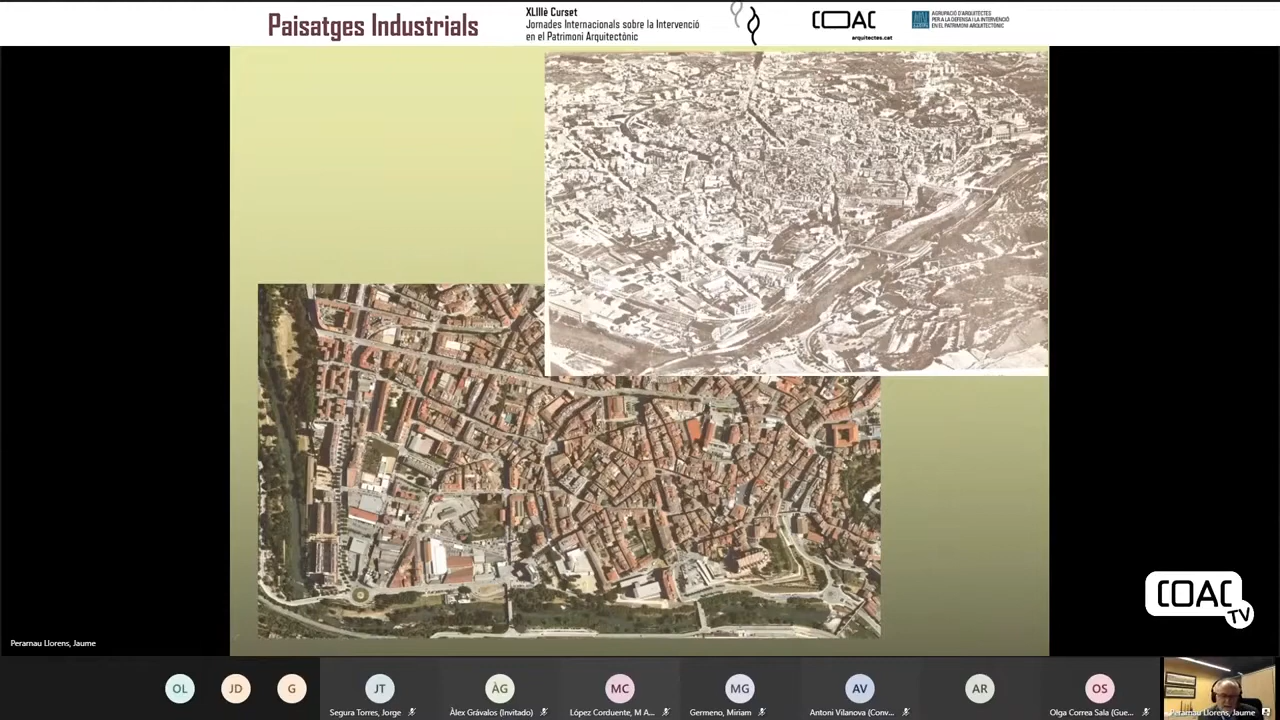 Paisatges Industrials
XLIIIè Curset
Jornades Internacionals sobre la Intervenció
en el Patrimoni Arquitectònic
COAC
arquitectes.cat
AGRUPACIÓ D'ARQUITECTES
PER A LA DEFENSA I LA INTERVENCIÓ
EN EL PATRIMONI ARQUITECTÒNIC
COAC
TV
Perarnau Llorens, Jaume
OL
JD
G
JT
ÀG
MC
MG
AV
AR
OS
Segura Torres, Jorge
Àlex Grávalos (Invitado)
López Corduente, M A...
Germeno, Miriam
Antoni Vilanova (Conv...
Olga Correa Sala (Gue...
Perarnau Llorens, Jaume